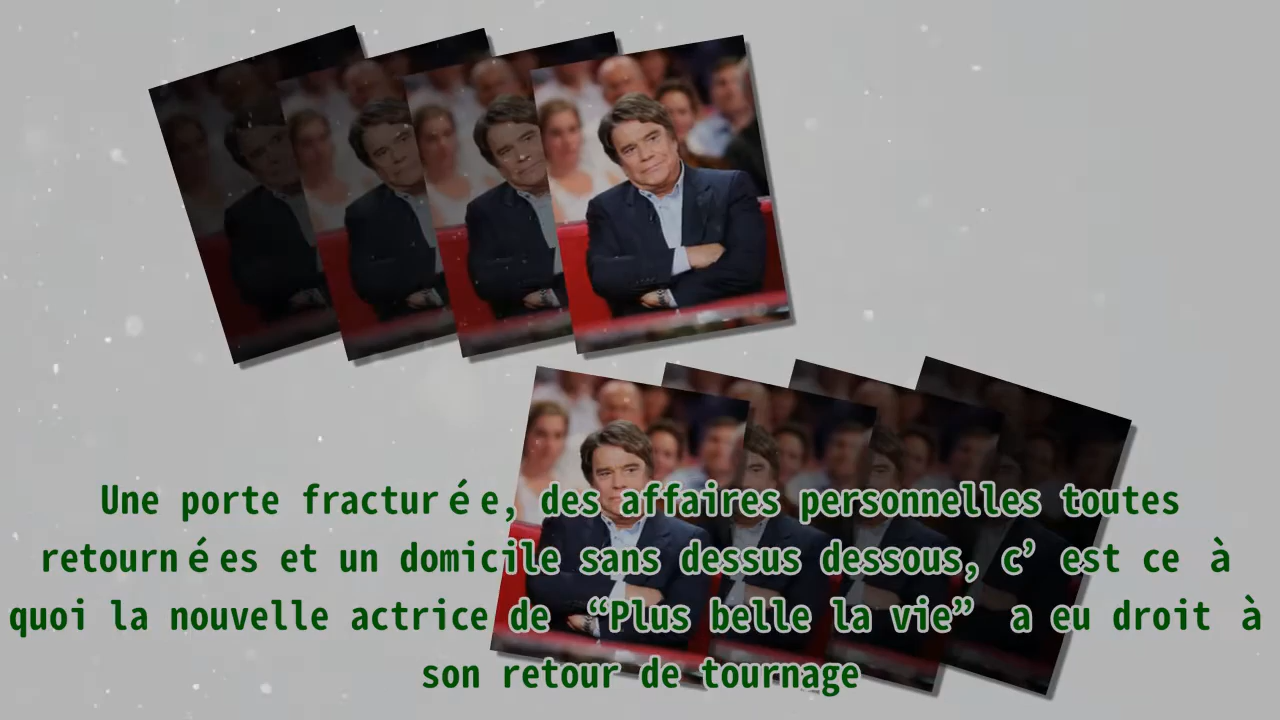 Une porte fracturée, des affaires personnelles toutes
retournées et un domicile sans dessus dessous, c’est ce à
quoi la nouvelle actrice de “Plus belle la vie” a eu droit à
son retour de tournage